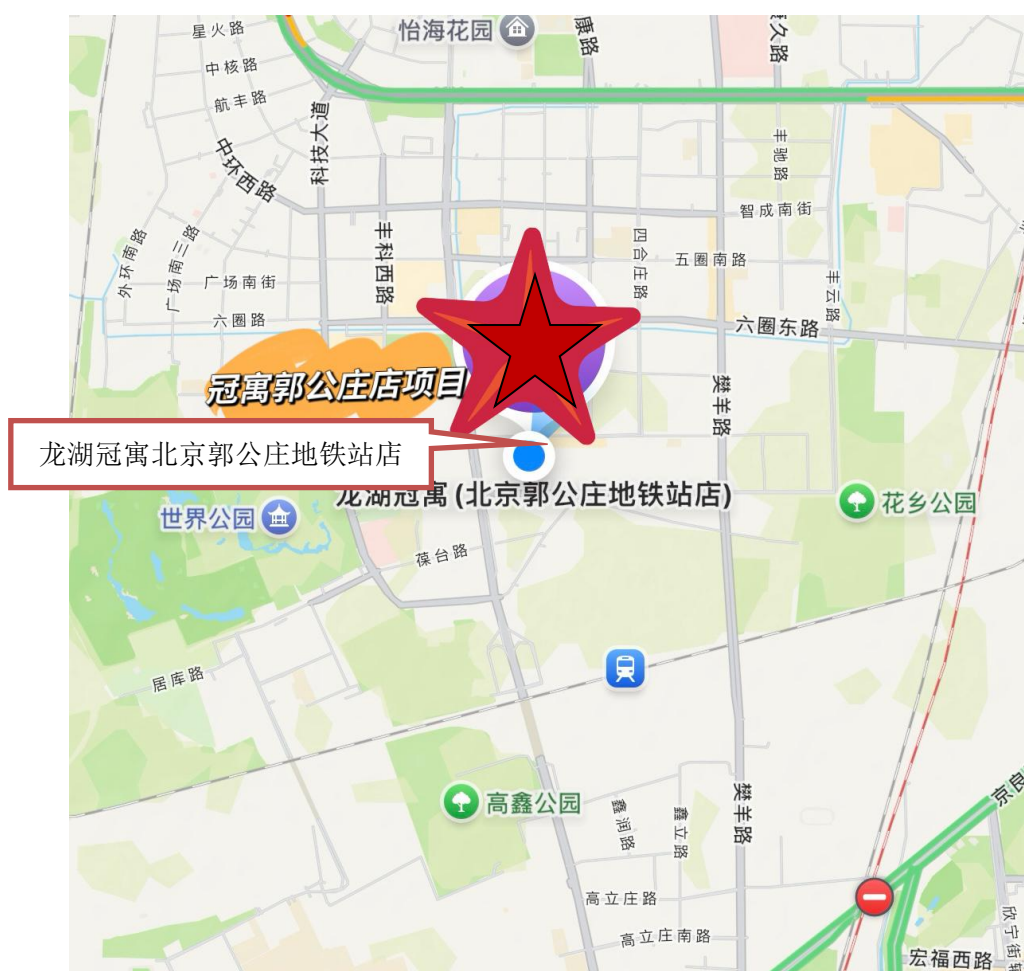 星火路
怡海花园
康路
久路
中核路
航丰路
科技大道
中环西路
丰驰路
智成南街
外环南路
广场南三路
丰科西路
四合庄路
五圈南路
广场南街
丰云路
六圈路
六圈东路
冠寓郭公庄店项目
樊羊路
龙湖冠寓北京郭公庄地铁站店
龙湖冠寓(北京郭公庄地铁站店)
世界公园
花乡公园
葆台路
居库路
高鑫公园
鑫润路
鑫立路
樊羊路
京良
高立庄路
高立庄南路
欣宁街
宏福西路